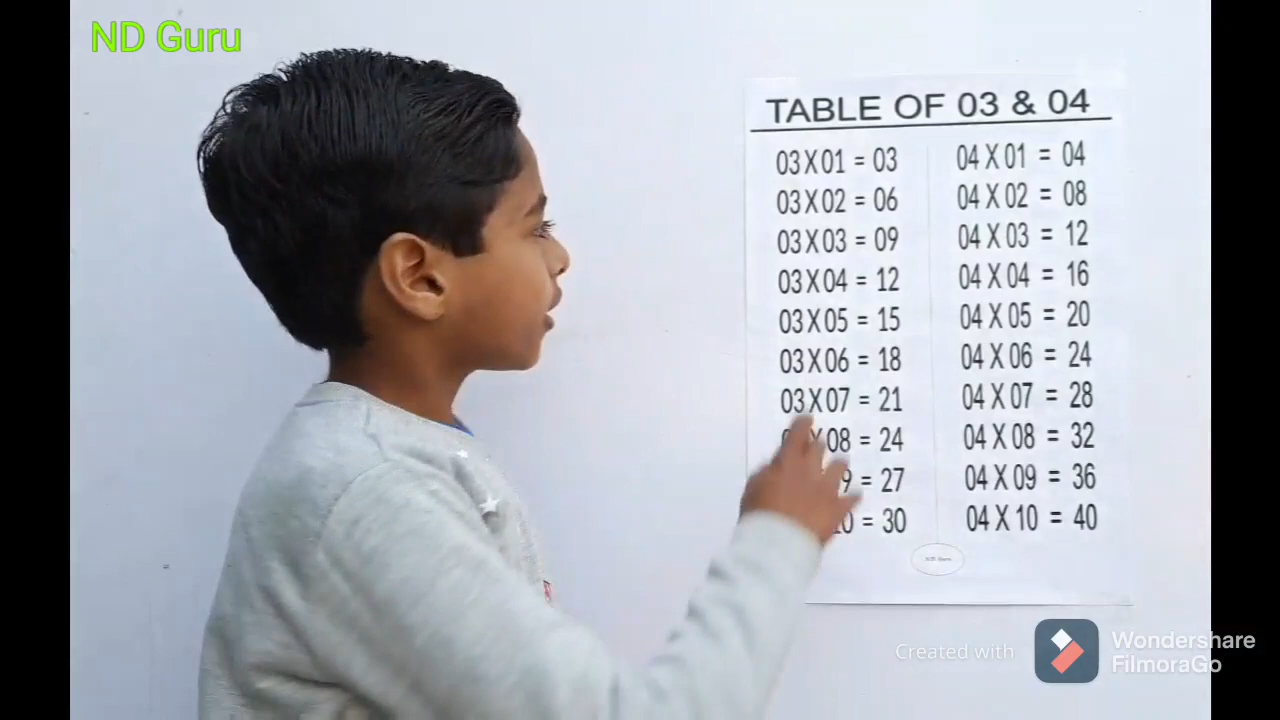 ND Guru
TABLE OF 03 & 04
03 X 01 = 03
03 X 02 = 06
03 X 03 = 09
03 X 04 = 12
03 X 05 = 15
03 X 06 = 18
03 X 07 = 21
X 08 = 24
9 = 27
10 = 30
04 X 01 = 04
04 X 02 = 08
04 X 03 = 12
04 X 04 = 16
04 X 05 = 20
04 X 06 = 24
04 X 07 = 28
04 X 08 = 32
04 X 09 = 36
04 X 10 = 40
Created with
Wondershare
FilmoraGo